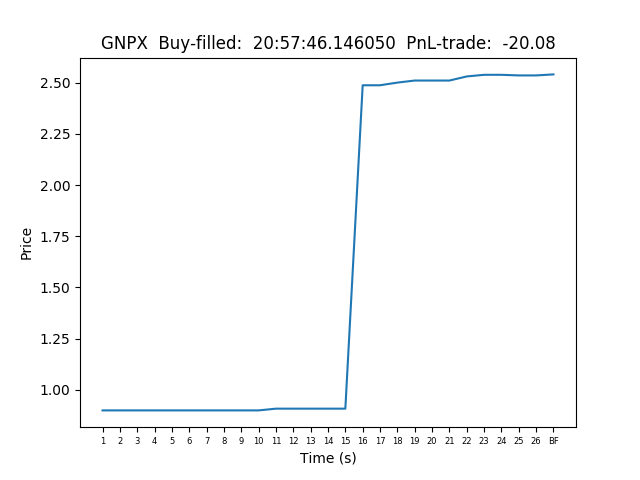 GNPX  Buy-filled:  20:57:46.146050  PnL-trade:  -20.08
2.50
2.25
2.00
1.75
1.50
1.25
1.00
Price
1 2 3 4 5 6 7 8 9 10 11 12 13 14 15 16 17 18 19 20 21 22 23 24 25 26 BF
Time (s)